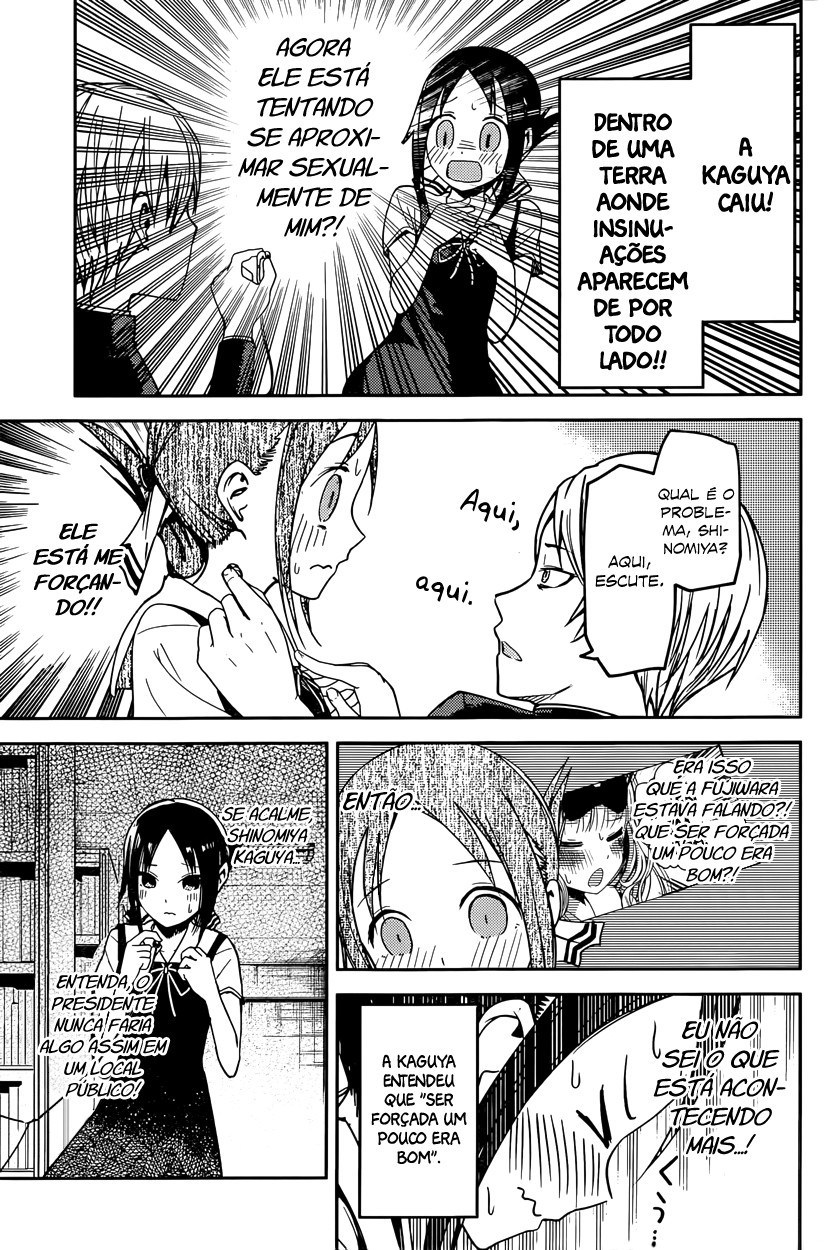 A
KAGUYA
CAIU!
DENTRO
DE UMA
TERRA
AONDE
INSINU-
AÇÕES
APARECEM
DE POR
TODO
LADO!!
AGORA
ELE ESTÁ
TENTANDO
SE APROXI-
MAR SEXUAL-
MENTE DE
MIM?!
QUAL É O
PROBLE-
MA, SHI-
NOMIYA?
AQUI,
ESCUTE.
Aqui,
aqui.
ELE
ESTÁ ME
FORÇAN-
DO!!
ERA ISSO
QUE A FUJIWARA
ESTAVA FALANDO?!
QUE SER FORÇADA
UM POUCO ERA
BOM?!
ENTÃO...
EU NÃO
SEI O QUE
ESTÁ ACON-
TECENDO
MAIS...!
A KAGUYA
ENTENDEU
QUE "SER
FORÇADA UM
POUCO ERA
BOM".
SE ACALME,
SHINOMIYA
KAGUYA...!
ENTENDA, O
PRESIDENTE
NUNCA FARIA
ALGO ASSIM EM
UM LOCAL
PÚBLICO!